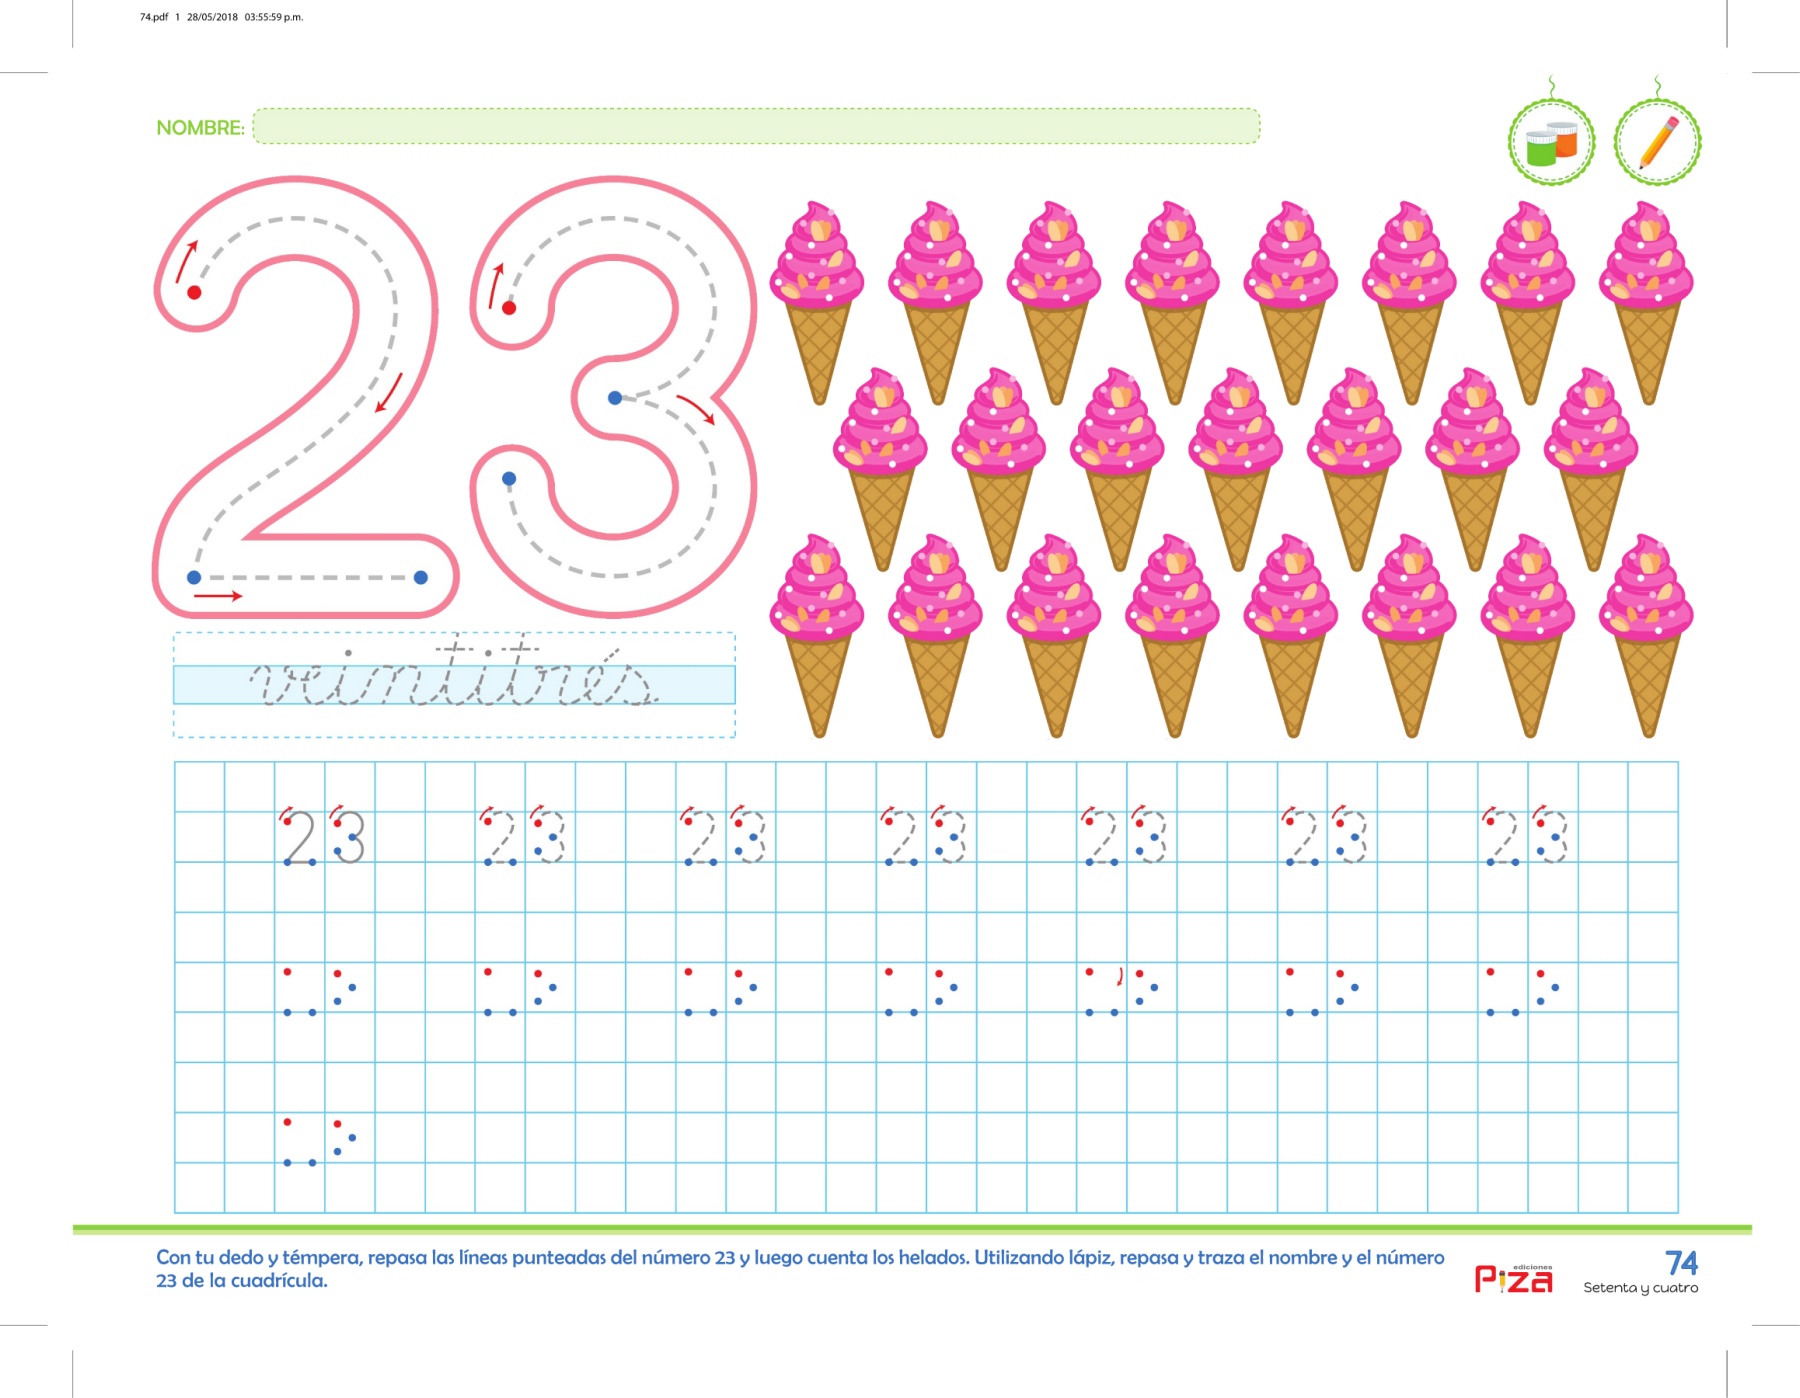 74.pdf 1 28/05/2018 03:55:59 p.m.
NOMBRE:
23
veintitrés
23 23 23 23 23 23 23
Con tu dedo y témpera, repasa las líneas punteadas del número 23 y luego cuenta los helados. Utilizando lápiz, repasa y traza el nombre y el número
23 de la cuadrícula.
ediciones
Piza
74
Setenta y cuatro